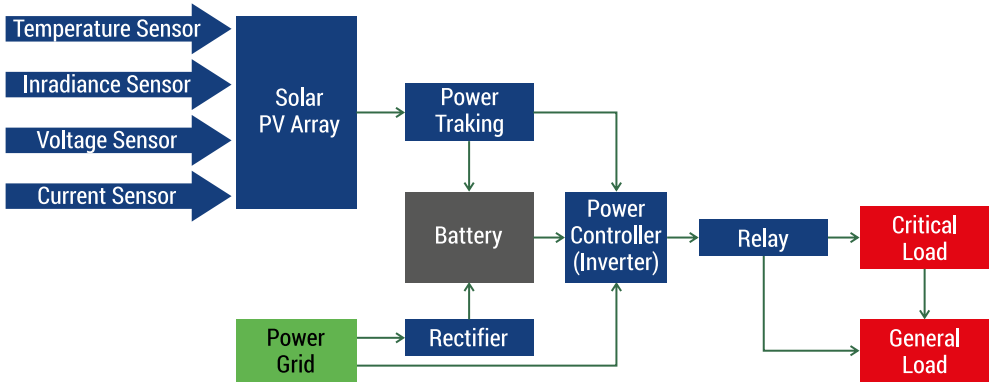 Temperature Sensor
Inradiance Sensor
Voltage Sensor
Current Sensor
Solar
PV Array
Power
Traking
Battery
Power
Controller
(Inverter)
Relay
Critical
Load
Power
Grid
Rectifier
General
Load